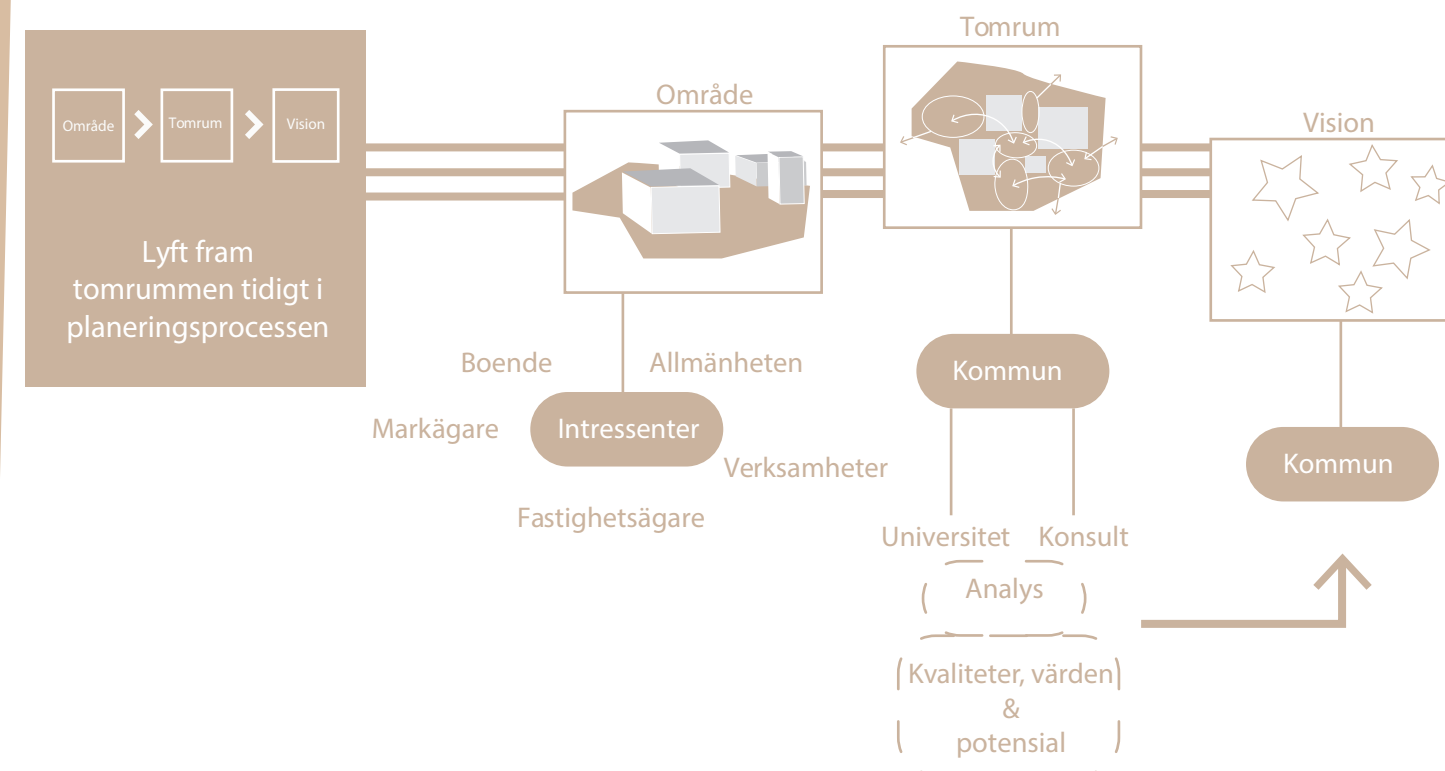 Område
Tomrum
Vision
Lyft fram
tomrummen tidigt i
planeringsprocessen
Område
Tomrum
Vision
Boende
Allmänheten
Markägare
Intressenter
Verksamheter
Fastighetsägare
Kommun
Universitet
Konsult
Analys
Kvaliteter, värden
&
potensial
Kommun